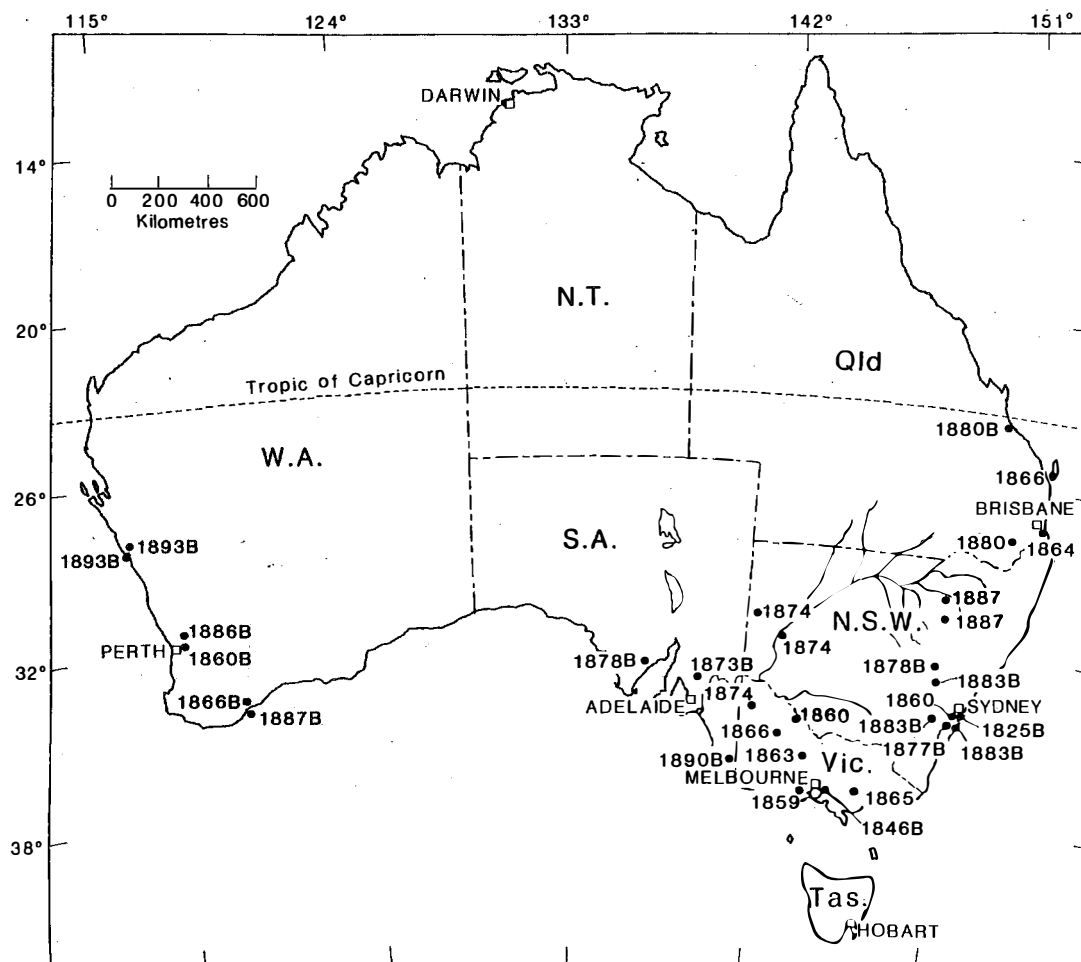 115° 124° 133° 142° 151°
DARWIN
14°
0 200 400 600
Kilometres
N.T.
20°
Qld
Tropic of Capricorn
1880B
W.A.
1866
26°
BRISBANE
S.A.
1893B
1880
1864
1893B
1887
1874
N.S.W.
1887
1886B
1874
PERTH
1860B
1878B
1873B
1878B
32°
1883B
1866B
1874
1860
SYDNEY
ADELAIDE
1887B
1860
1883B
1825B
1866
1877B
1883B
1890B
1863
Vic.
MELBOURNE
1859
1865
1846B
38°
Tas.
HOBART